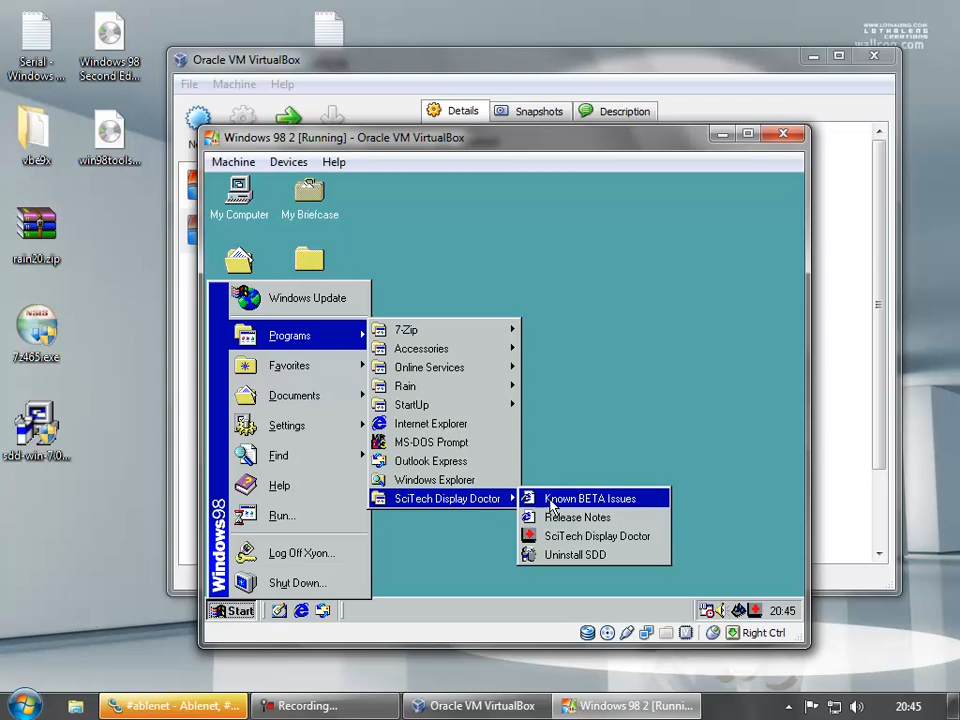 Serial -
Windows ...
Windows 98
Second Ed...
LOTHALENG
CREATIONS
wallcoo.com
vbe9x
win98tools....
rain20.zip
7z465.exe
sdd-win-7.0...
Oracle VM VirtualBox
File Machine Help
Details Snapshots Description
Windows 98 2 [Running] - Oracle VM VirtualBox
Machine Devices Help
My Computer My Briefcase
Windows Update
Programs
Favorites
Documents
Settings
Find
Help
Run...
Log Off Xyon...
Shut Down...
Windows98
7-Zip
Accessories
Online Services
Rain
StartUp
Internet Explorer
MS-DOS Prompt
Outlook Express
Windows Explorer
SciTech Display Doctor
Known BETA Issues
Release Notes
SciTech Display Doctor
Uninstall SDD
Start
20:45
Right Ctrl
#ablenet - Ablenet, #...
Recording...
Oracle VM VirtualBox
Windows 98 2 [Runni...
20:45